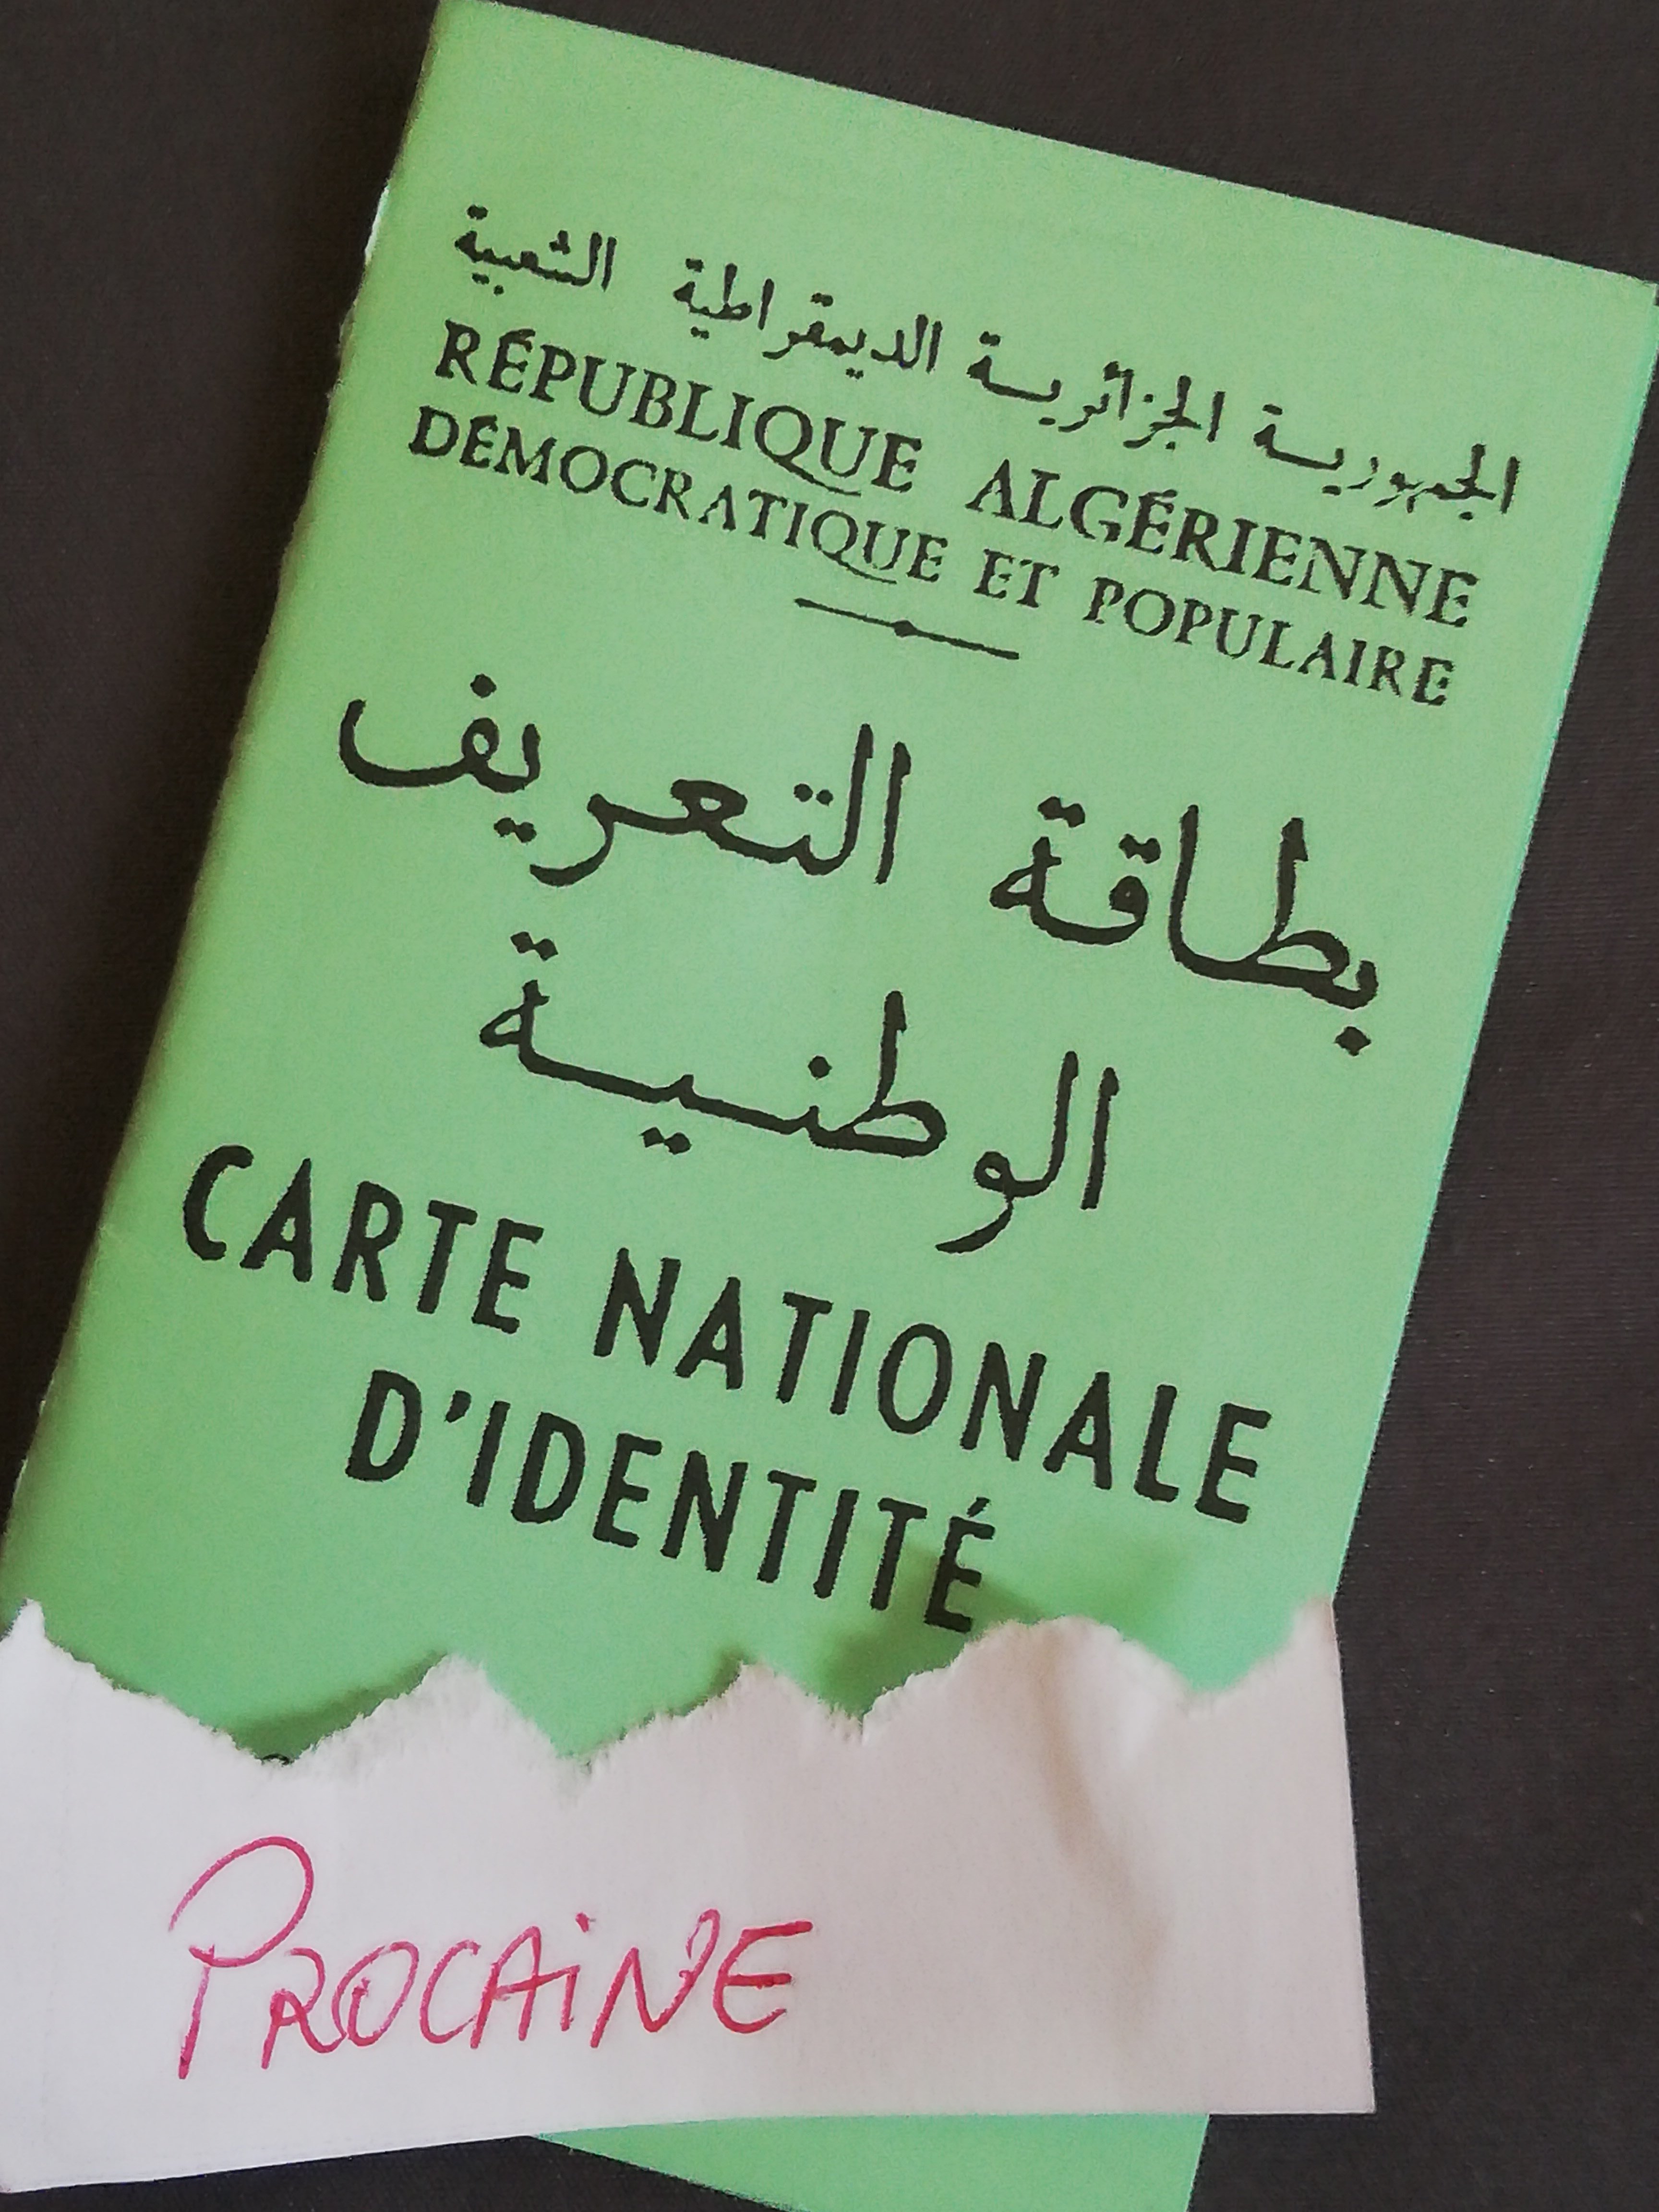 الجمهورية الجزائرية الديمقراطية الشعبية
RÉPUBLIQUE ALGÉRIENNE
DÉMOCRATIQUE ET POPULAIRE
بطاقة التعريف
الوطنية
CARTE NATIONALE
D'IDENTITÉ
PROCAiNE